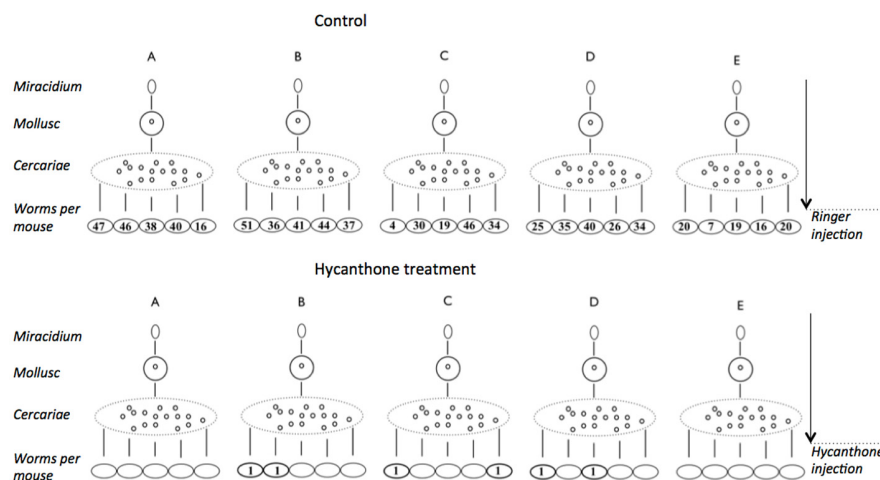 Control
A B C D E
Miracidium
Mollusc
Cercariae
Worms per
mouse
47 46 38 40 16 51 36 41 44 37 4 30 19 46 34 25 35 40 26 34 20 7 19 16 20
Ringer
injection
Hycanthone treatment
A B C D E
Miracidium
Mollusc
Cercariae
Worms per
mouse
1 1 1 1 1 1
Hycanthone
injection